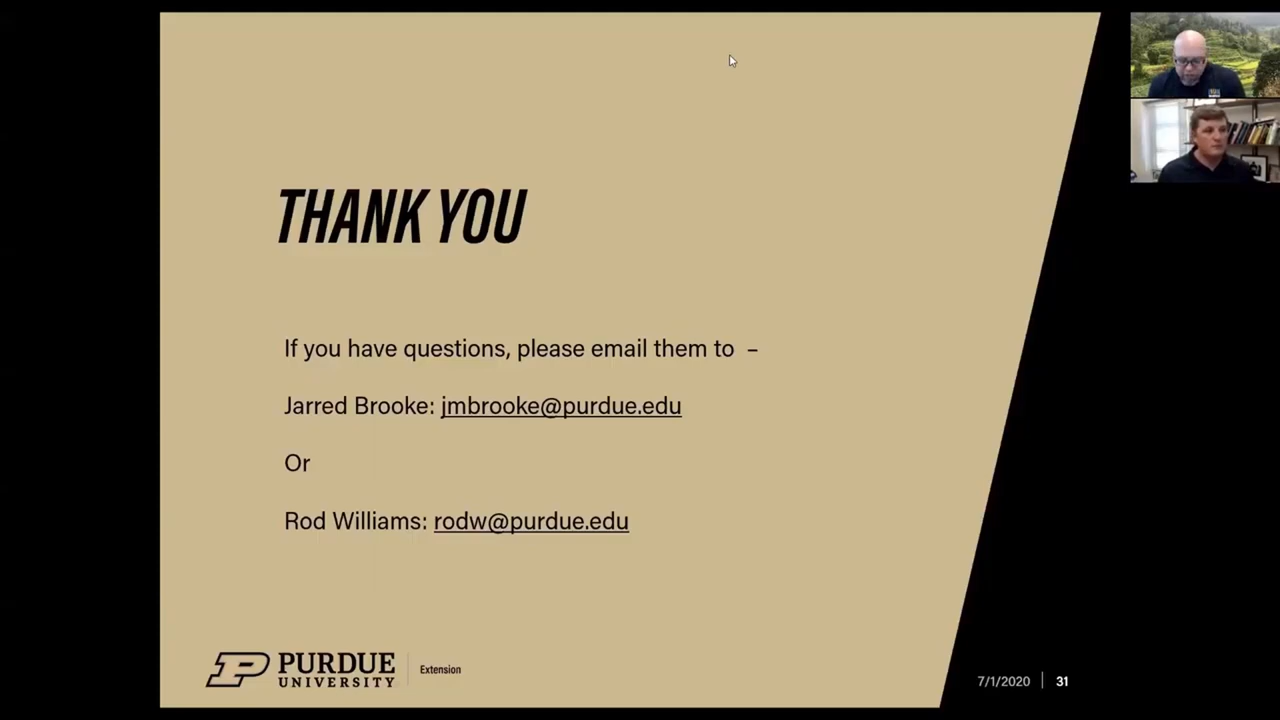 THANK YOU
If you have questions, please email them to –
Jarred Brooke: jmbrooke@purdue.edu
Or
Rod Williams: rodw@purdue.edu
PURDUE
UNIVERSITY
Extension
7/1/2020 | 31